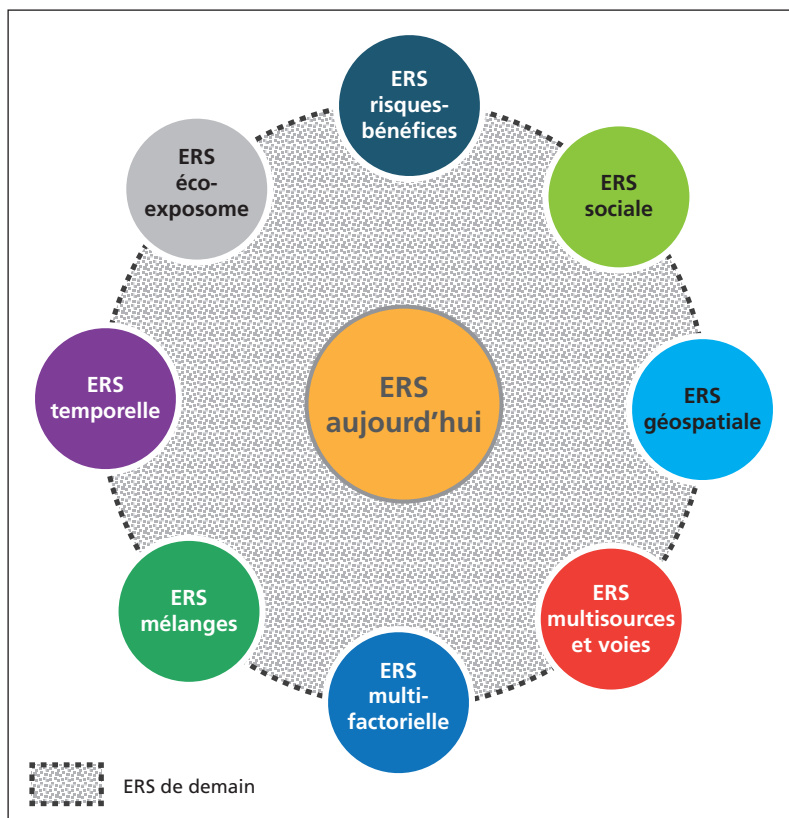 ERS
risques-
bénéfices
ERS
sociale
ERS
géospatiale
ERS
multisources
et voies
ERS
multi-
factorielle
ERS
mélanges
ERS
temporelle
ERS
éco-
exposome
ERS
aujourd'hui
ERS de demain